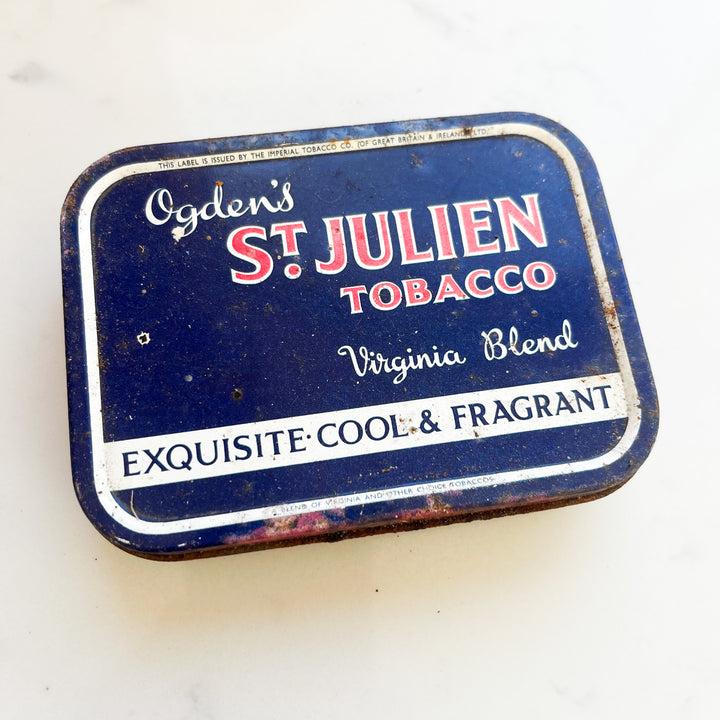 THIS LABEL IS ISSUED BY THE IMPERIAL TOBACCO CO. (OF GREAT BRITAIN & IRELAND), LTD.
Ogden's
ST. JULIEN
TOBACCO
Virginia Blend
EXQUISITE · COOL & FRAGRANT
A BLEND OF VIRGINIA AND OTHER CHOICE TOBACCOS